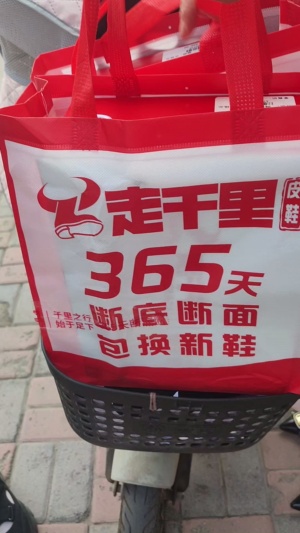 走千里
皮鞋
365天
千里之行
始于足下
断底断面
包换新鞋